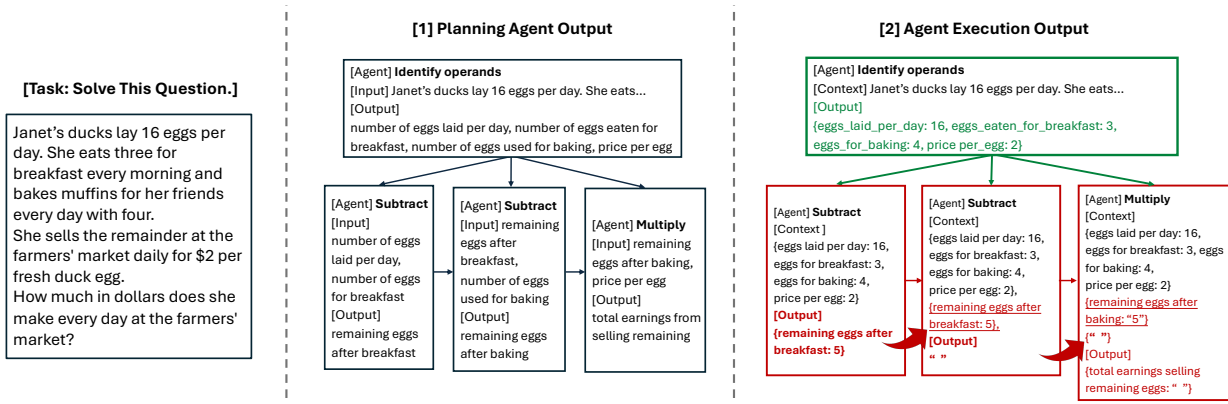 [Task: Solve This Question.]
Janet's ducks lay 16 eggs per
day. She eats three for
breakfast every morning and
bakes muffins for her friends
every day with four.
She sells the remainder at the
farmers' market daily for $2 per
fresh duck egg.
How much in dollars does she
make every day at the farmers'
market?
[1] Planning Agent Output
[Agent] Identify operands
[Input] Janet's ducks lay 16 eggs per day. She eats...
[Output]
number of eggs laid per day, number of eggs eaten for
breakfast, number of eggs used for baking, price per egg
[Agent] Subtract
[Input]
number of eggs
laid per day,
number of eggs
for breakfast
[Output]
remaining eggs
after breakfast
[Agent] Subtract
[Input] remaining
eggs after
breakfast,
number of eggs
used for baking
[Output]
remaining eggs
after baking
[Agent] Multiply
[Input] remaining
eggs after baking,
price per egg
[Output]
total earnings from
selling remaining
[2] Agent Execution Output
[Agent] Identify operands
[Context] Janet's ducks lay 16 eggs per day. She eats...
[Output]
{eggs_laid_per_day: 16, eggs_eaten_for_breakfast: 3,
eggs_for_baking: 4, price per_egg: 2}
[Agent] Subtract
[Context ]
{eggs laid per day: 16,
eggs for breakfast: 3,
eggs for baking: 4,
price per egg: 2}
[Output]
{remaining eggs after
breakfast: 5}
[Agent] Subtract
[Context]
{eggs laid per day: 16,
eggs for breakfast: 3,
eggs for baking: 4,
price per egg: 2},
{remaining eggs after
breakfast: 5},
[Output]
“ ”
[Agent] Multiply
[Context]
{eggs laid per day: 16,
eggs for breakfast: 3, eggs
for baking: 4,
price per egg: 2}
{remaining eggs after
baking: “5”}
{“ ”}
[Output]
{total earnings selling
remaining eggs: “ ”}